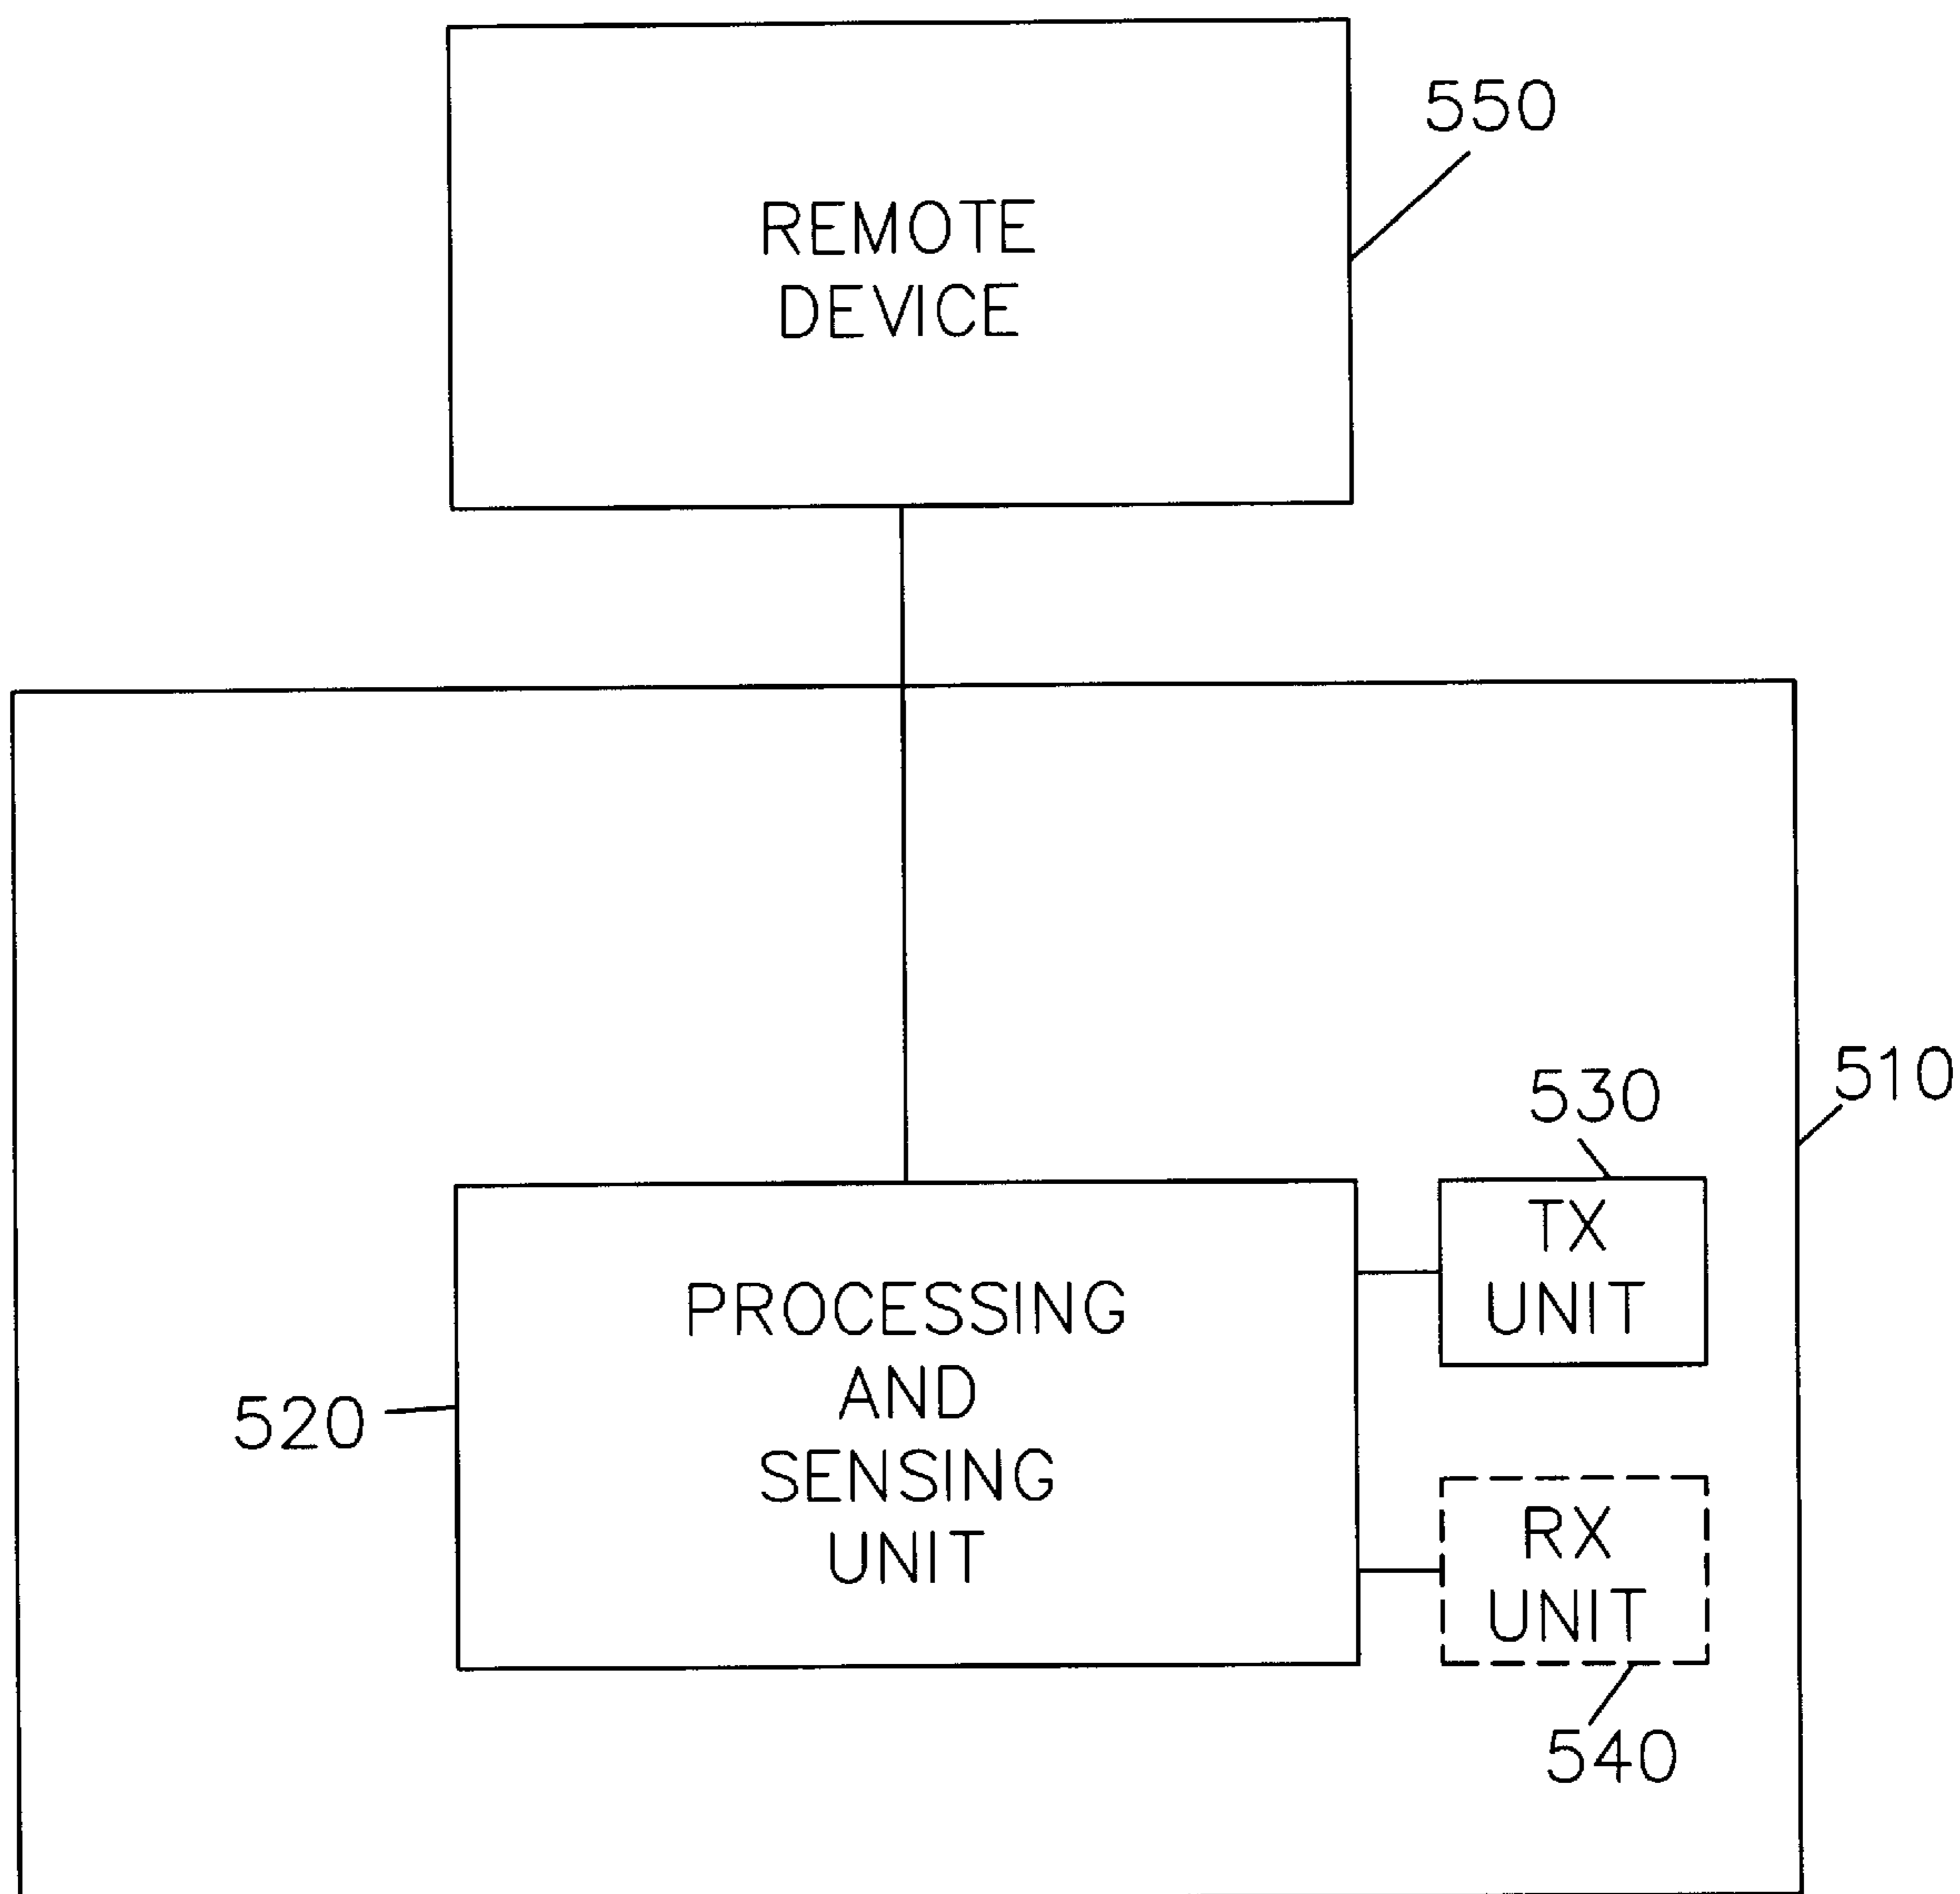 550
REMOTE
DEVICE
510
530
TX
UNIT
PROCESSING
AND
SENSING
UNIT
520
RX
UNIT
540